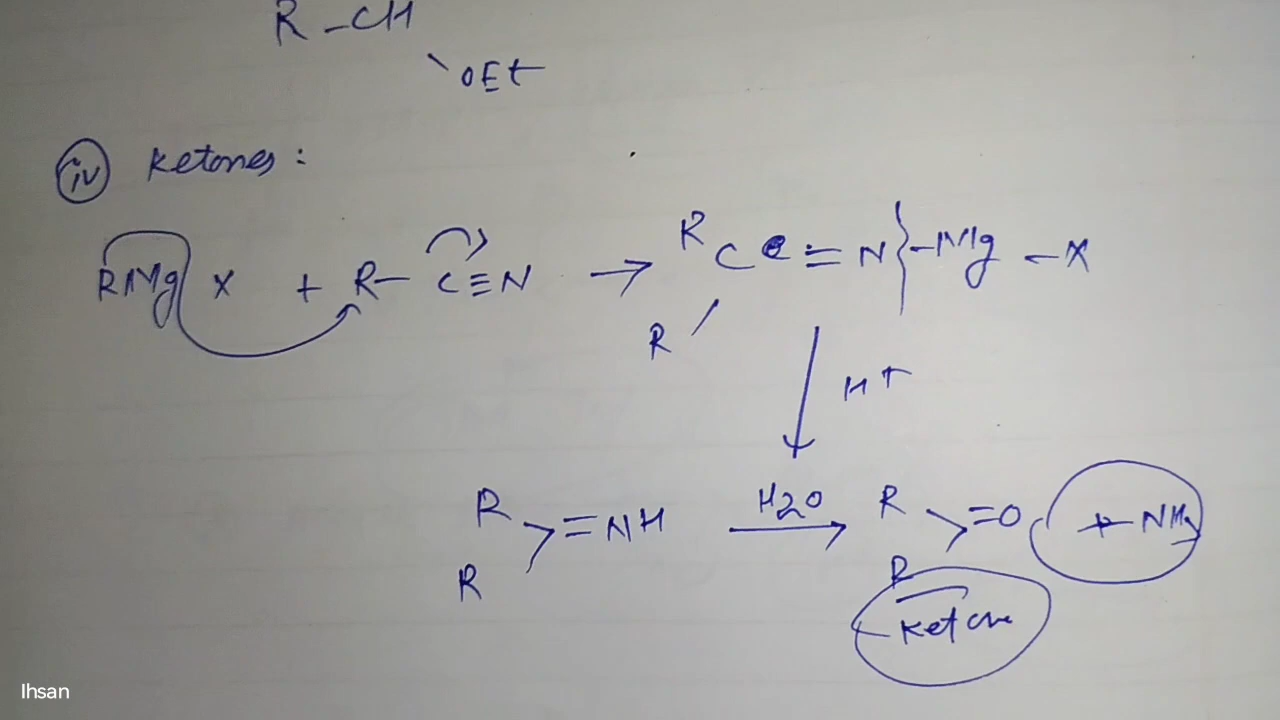 R - CH
\ OEt
(iv) Ketones :
RMg X + R - C≡N → R C = N } - Mg - X
R /
H+
R > = NH H2O → R > = O + NH3
R R
Ketone
Ihsan